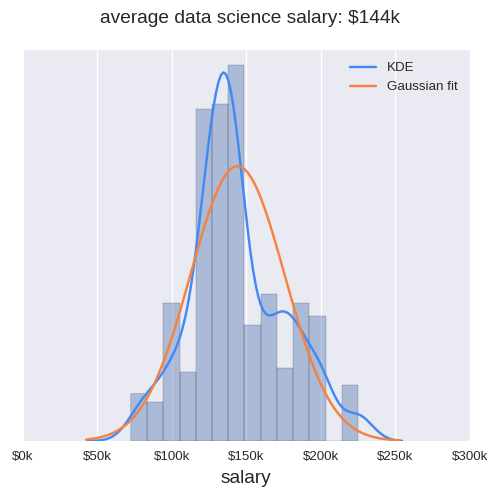 average data science salary: $144k
KDE
Gaussian fit
$0k $50k $100k $150k $200k $250k $300k
salary